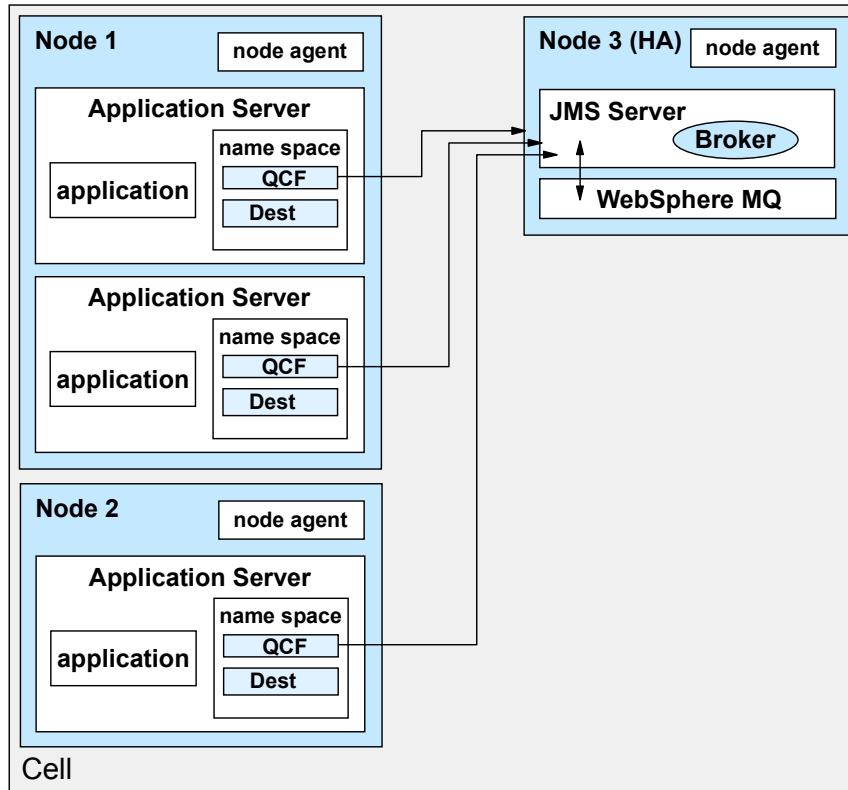 Node 1
node agent
Application Server
name space
application
QCF
Dest
Application Server
name space
application
QCF
Dest
Node 2
node agent
Application Server
name space
application
QCF
Dest
Node 3 (HA)
node agent
JMS Server
Broker
WebSphere MQ
Cell